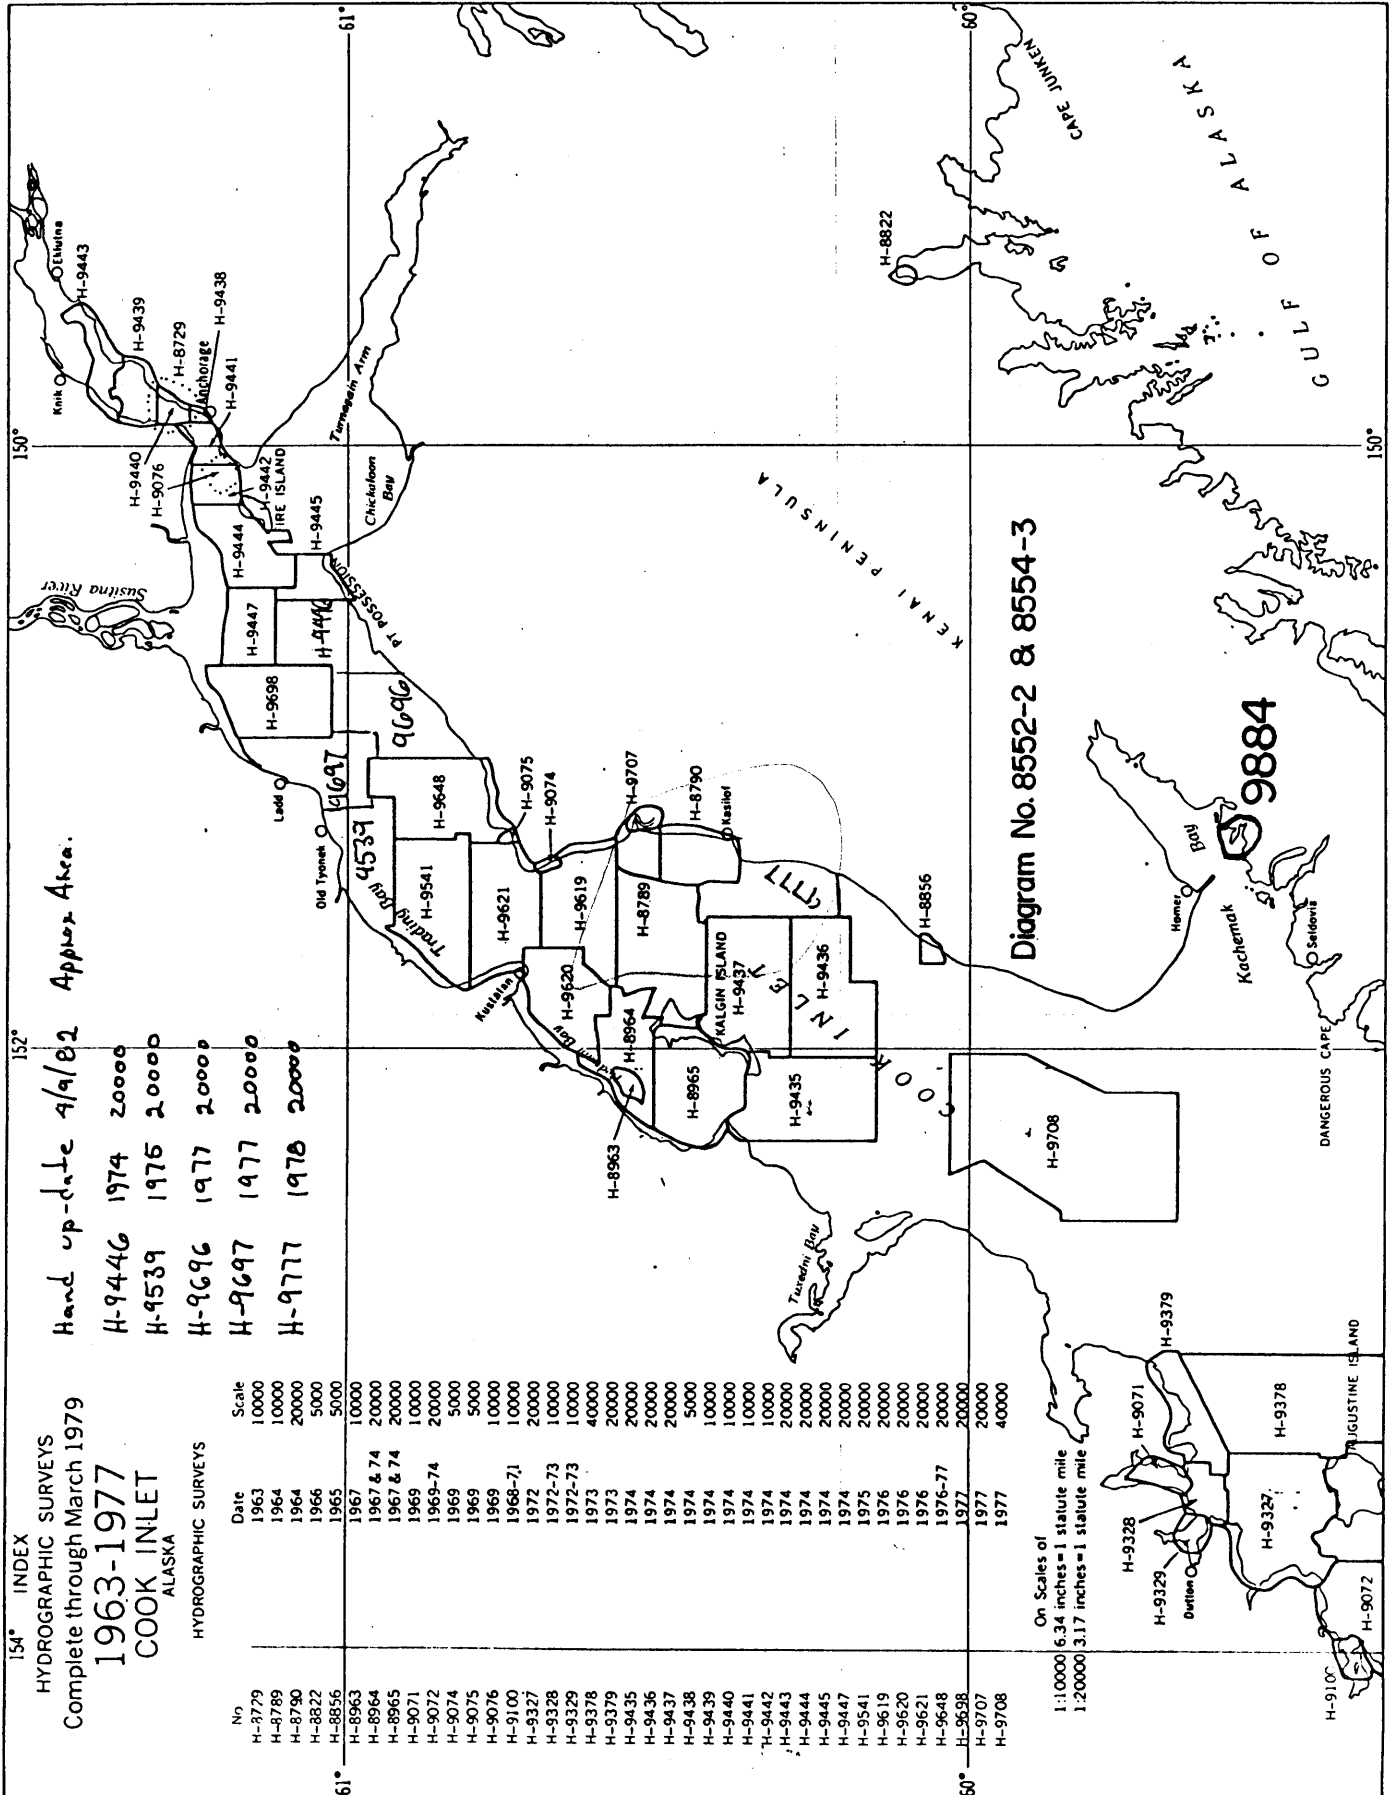 154° INDEX
HYDROGRAPHIC SURVEYS
Complete through March 1979
1963-1977
COOK INLET
ALASKA
HYDROGRAPHIC SURVEYS
No Date Scale
H-8729 1963 10000
H-8789 1964 10000
H-8790 1964 20000
H-8822 1966 5000
H-8856 1965 5000
H-8963 1967 10000
H-8964 1967 & 74 20000
H-8965 1967 & 74 20000
H-9071 1969 10000
H-9072 1969-74 20000
H-9074 1969 5000
H-9075 1969 5000
H-9076 1969 10000
H-9100 1968-71 10000
H-9327 1972 20000
H-9328 1972-73 10000
H-9329 1972-73 10000
H-9378 1973 40000
H-9379 1973 20000
H-9435 1974 20000
H-9436 1974 20000
H-9437 1974 20000
H-9438 1974 5000
H-9439 1974 10000
H-9440 1974 10000
H-9441 1974 10000
H-9442 1974 10000
H-9443 1974 20000
H-9444 1974 20000
H-9445 1974 20000
H-9447 1974 20000
H-9541 1975 20000
H-9619 1976 20000
H-9620 1976 20000
H-9621 1976 20000
H-9648 1976-77 20000
H-9698 1977 20000
H-9707 1977 20000
H-9708 1977 40000
On Scales of
1:10000 6.34 inches=1 statute mile
1:20000 3.17 inches=1 statute mile
Hand up-date 4/9/82 Approx Area.
H-9446 1974 20000
H-9539 1975 20000
H-9696 1977 20000
H-9697 1977 20000
H-9777 1978 20000
152°
150°
61°
61°
60°
60°
150°
Susitna River
Knik
Eklutna
H-9443
H-9439
H-8729
Anchorage
H-9438
H-9441
H-9440
H-9076
H-9442
FIRE ISLAND
H-9444
H-9445
H-9447
H-9446
PT POSSESSION
Turnagain Arm
Chickaloon
Bay
H-9698
9696
9697
Ladd
Old Tyonek
9539
H-9648
Trading Bay
H-9541
H-9621
H-9075
H-9074
Kustatan
H-9620
H-9619
H-9707
H-8790
Kasilof
H-8789
H-8964
H-8963
H-8965
KALGIN ISLAND
H-9437
H-9436
H-9435
9777
H-8856
COOK INLET
H-9708
Tuxedni Bay
KENAI PENINSULA
H-8822
CAPE JUNKEN
GULF OF ALASKA
Diagram No. 8552-2 & 8554-3
9884
Homer
Kachemak Bay
Seldovia
DANGEROUS CAPE
H-9379
H-9071
H-9378
AUGUSTINE ISLAND
H-9328
H-9329
Dutton
H-9327
H-9072
H-9100